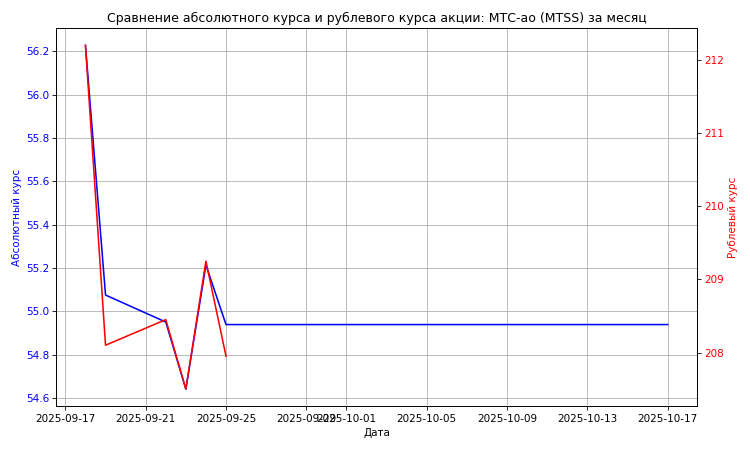 Сравнение абсолютного курса и рублевого курса акции: МТС-ао (MTSS) за месяц
Абсолютный курс
56.2
56.0
55.8
55.6
55.4
55.2
55.0
54.8
54.6
212
211
210
209
208
Рублевый курс
2025-09-17 2025-09-21 2025-09-25 2025-09-29 2025-10-01 2025-10-05 2025-10-09 2025-10-13 2025-10-17
Дата